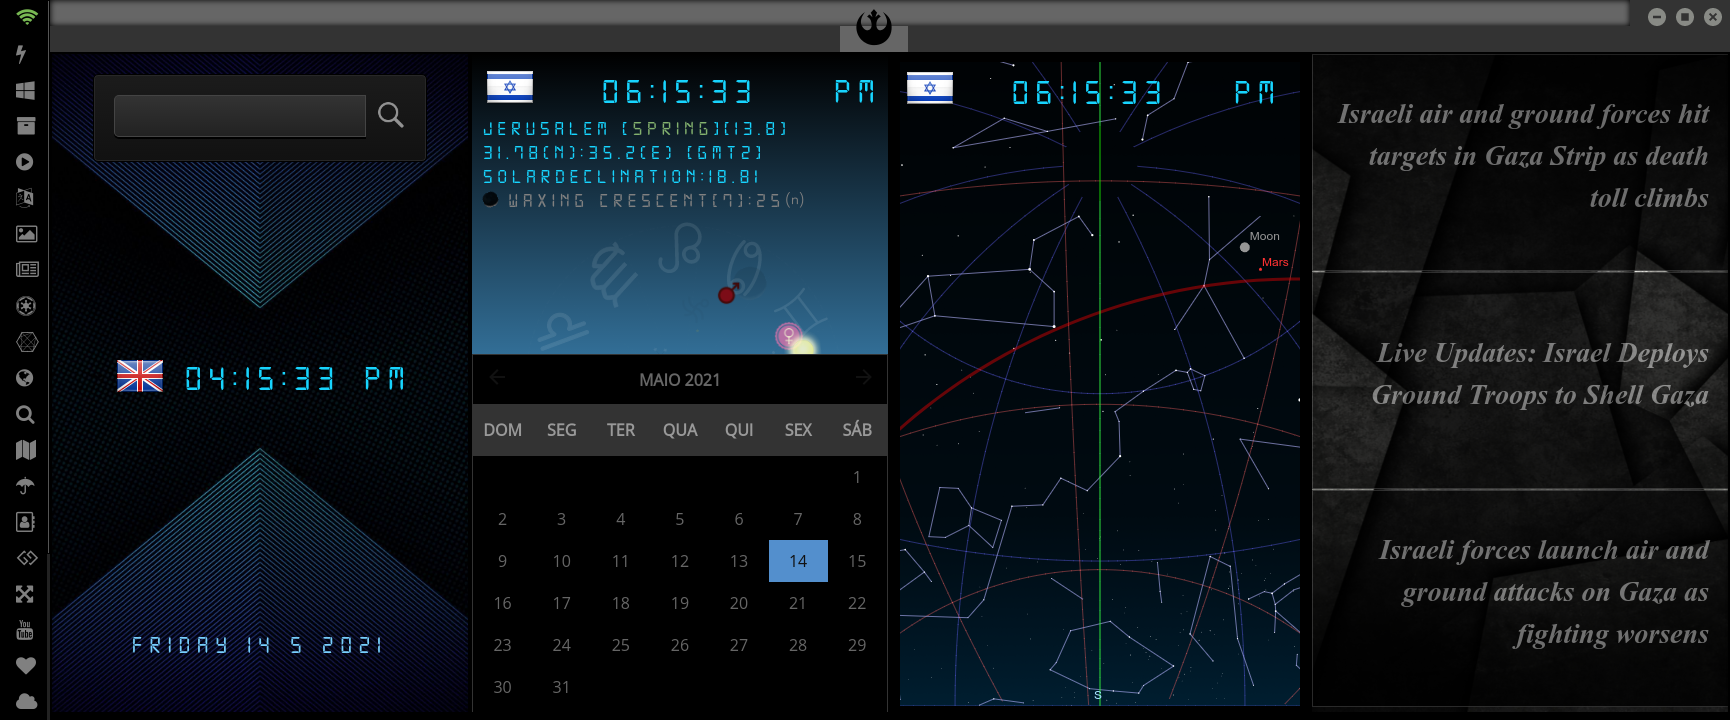 04:15:33 PM
FRIDAY 14 5 2021
06:15:33 PM
JERUSALEM [SPRING][13.8]
31.78(N):35.2(E) [GMT2]
SOLARDECLINATION:18.81
WAXING CRESCENT[7]:25(n)
MAIO 2021
DOM SEG TER QUA QUI SEX SÁB
1
2 3 4 5 6 7 8
9 10 11 12 13 14 15
16 17 18 19 20 21 22
23 24 25 26 27 28 29
30 31
06:15:33 PM
Moon
Mars
S
Israeli air and ground forces hit
targets in Gaza Strip as death
toll climbs
Live Updates: Israel Deploys
Ground Troops to Shell Gaza
Israeli forces launch air and
ground attacks on Gaza as
fighting worsens
You
Tube